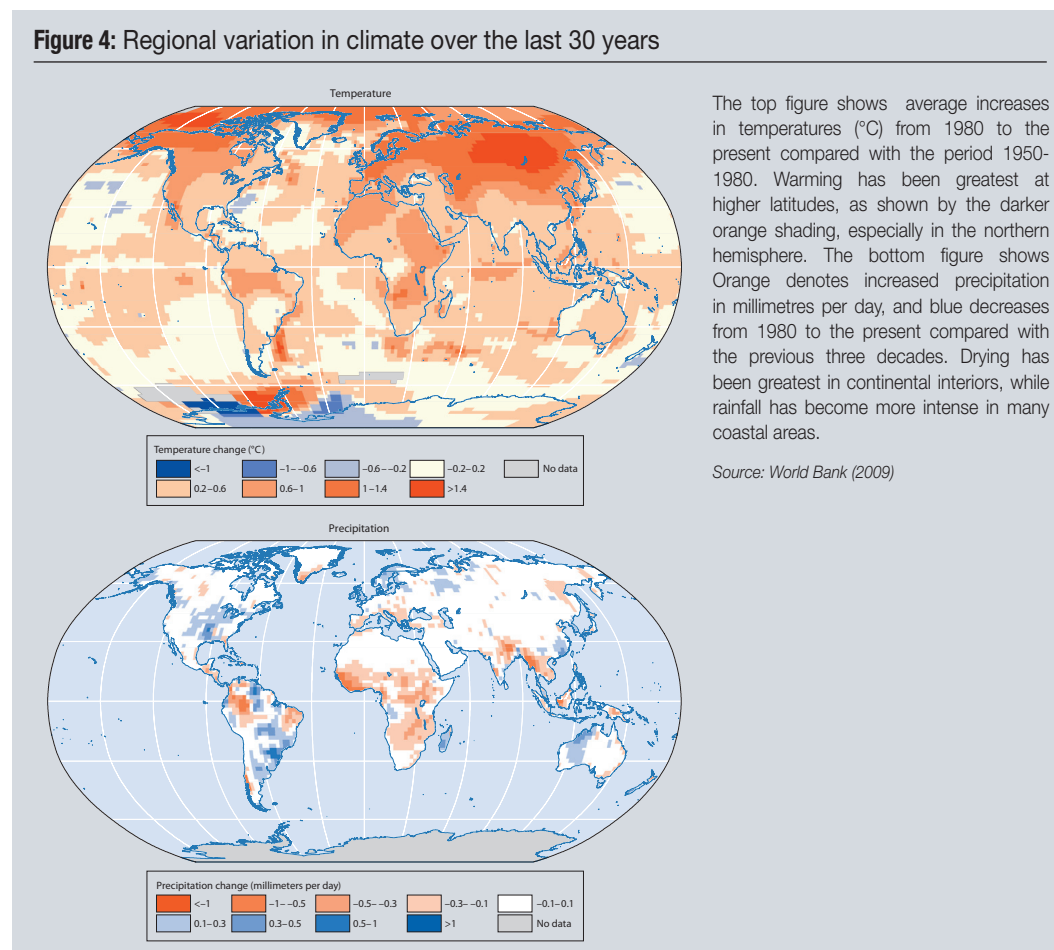 Figure 4: Regional variation in climate over the last 30 years
Temperature
Temperature change (°C)
<–1
–1– –0.6
–0.6– –0.2
–0.2–0.2
No data
0.2–0.6
0.6–1
1–1.4
>1.4
Precipitation
Precipitation change (millimeters per day)
<–1
–1– –0.5
–0.5– –0.3
–0.3– –0.1
–0.1–0.1
0.1–0.3
0.3–0.5
0.5–1
>1
No data
The top figure shows average increases
in temperatures (°C) from 1980 to the
present compared with the period 1950-
1980. Warming has been greatest at
higher latitudes, as shown by the darker
orange shading, especially in the northern
hemisphere. The bottom figure shows
Orange denotes increased precipitation
in millimetres per day, and blue decreases
from 1980 to the present compared with
the previous three decades. Drying has
been greatest in continental interiors, while
rainfall has become more intense in many
coastal areas.
Source: World Bank (2009)